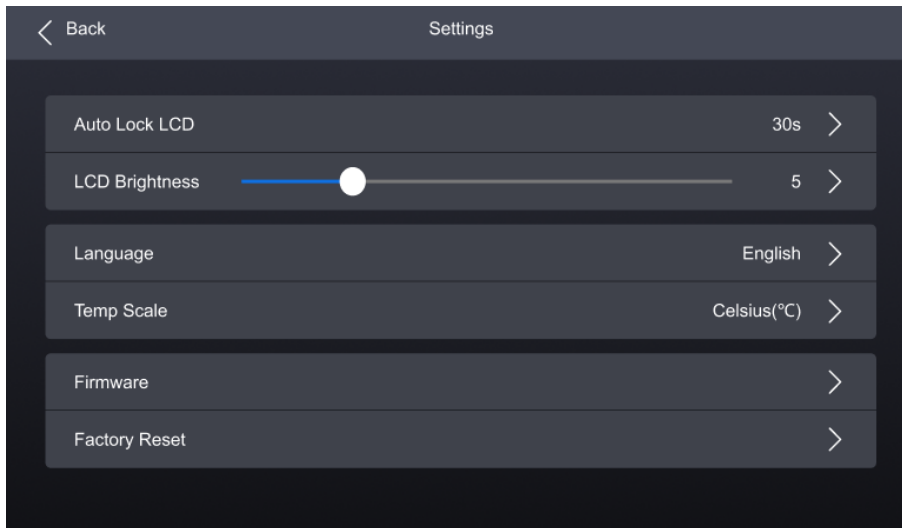 Back Settings
Auto Lock LCD 30s
LCD Brightness 5
Language English
Temp Scale Celsius(℃)
Firmware
Factory Reset